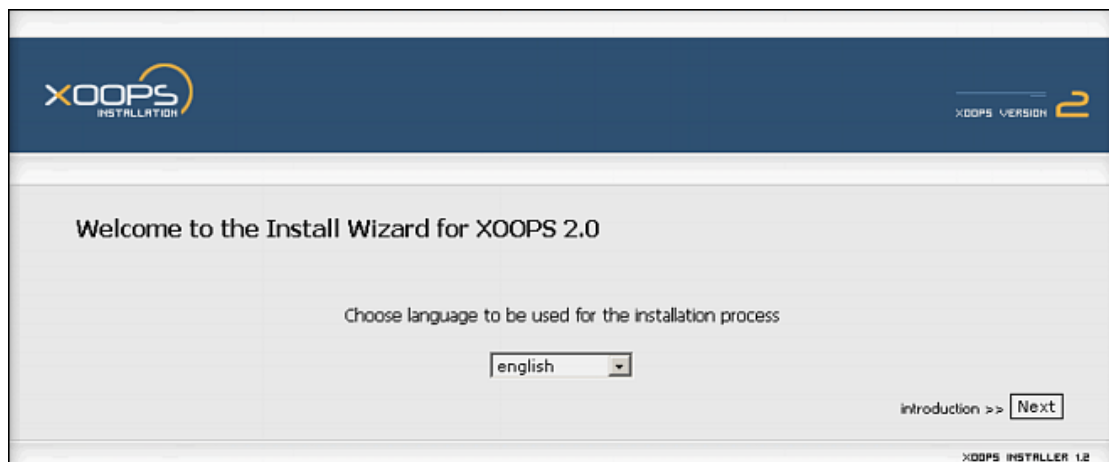 XOOPS
INSTALLATION
XOOPS VERSION 2
Welcome to the Install Wizard for XOOPS 2.0
Choose language to be used for the installation process
english
introduction >> Next
XOOPS INSTALLER 1.2